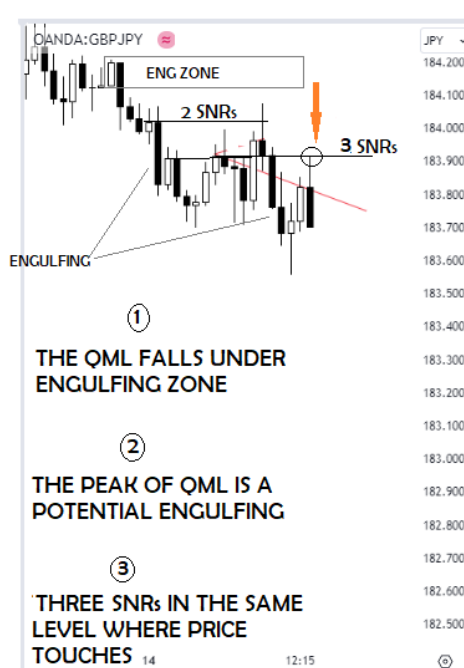 OANDA:GBPJPY
JPY
ENG ZONE
184.200
184.100
2 SNRs
184.000
3 SNRs
183.900
183.800
183.700
ENGULFING
183.600
183.500
1
183.400
THE QML FALLS UNDER
183.300
ENGULFING ZONE
183.200
183.100
2
183.000
THE PEAK OF QML IS A
182.900
POTENTIAL ENGULFING
182.800
182.700
3
182.600
THREE SNRs IN THE SAME
LEVEL WHERE PRICE
182.500
TOUCHES
14
12:15